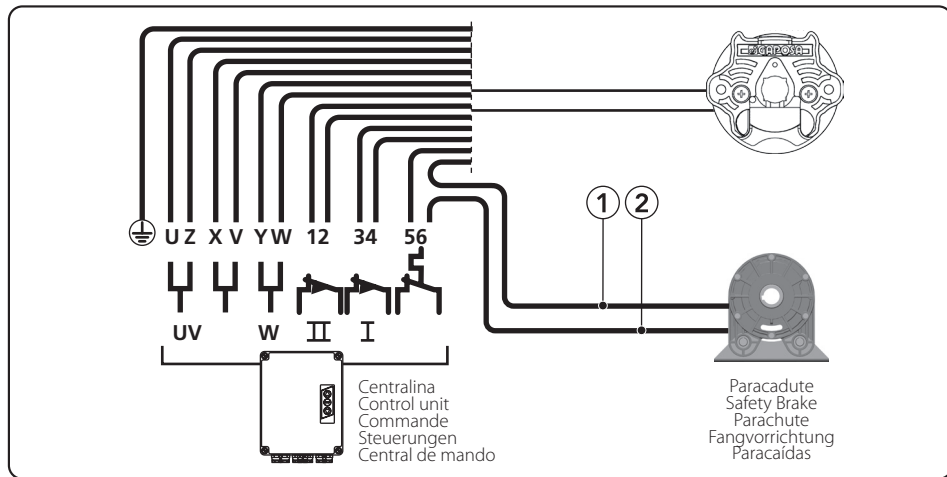 GAPOSA
1 2
U Z X V Y W 12 34 56
UV W II I
Centralina
Control unit
Commande
Steuerungen
Central de mando
Paracadute
Safety Brake
Parachute
Fangvorrichtung
Paracaídas